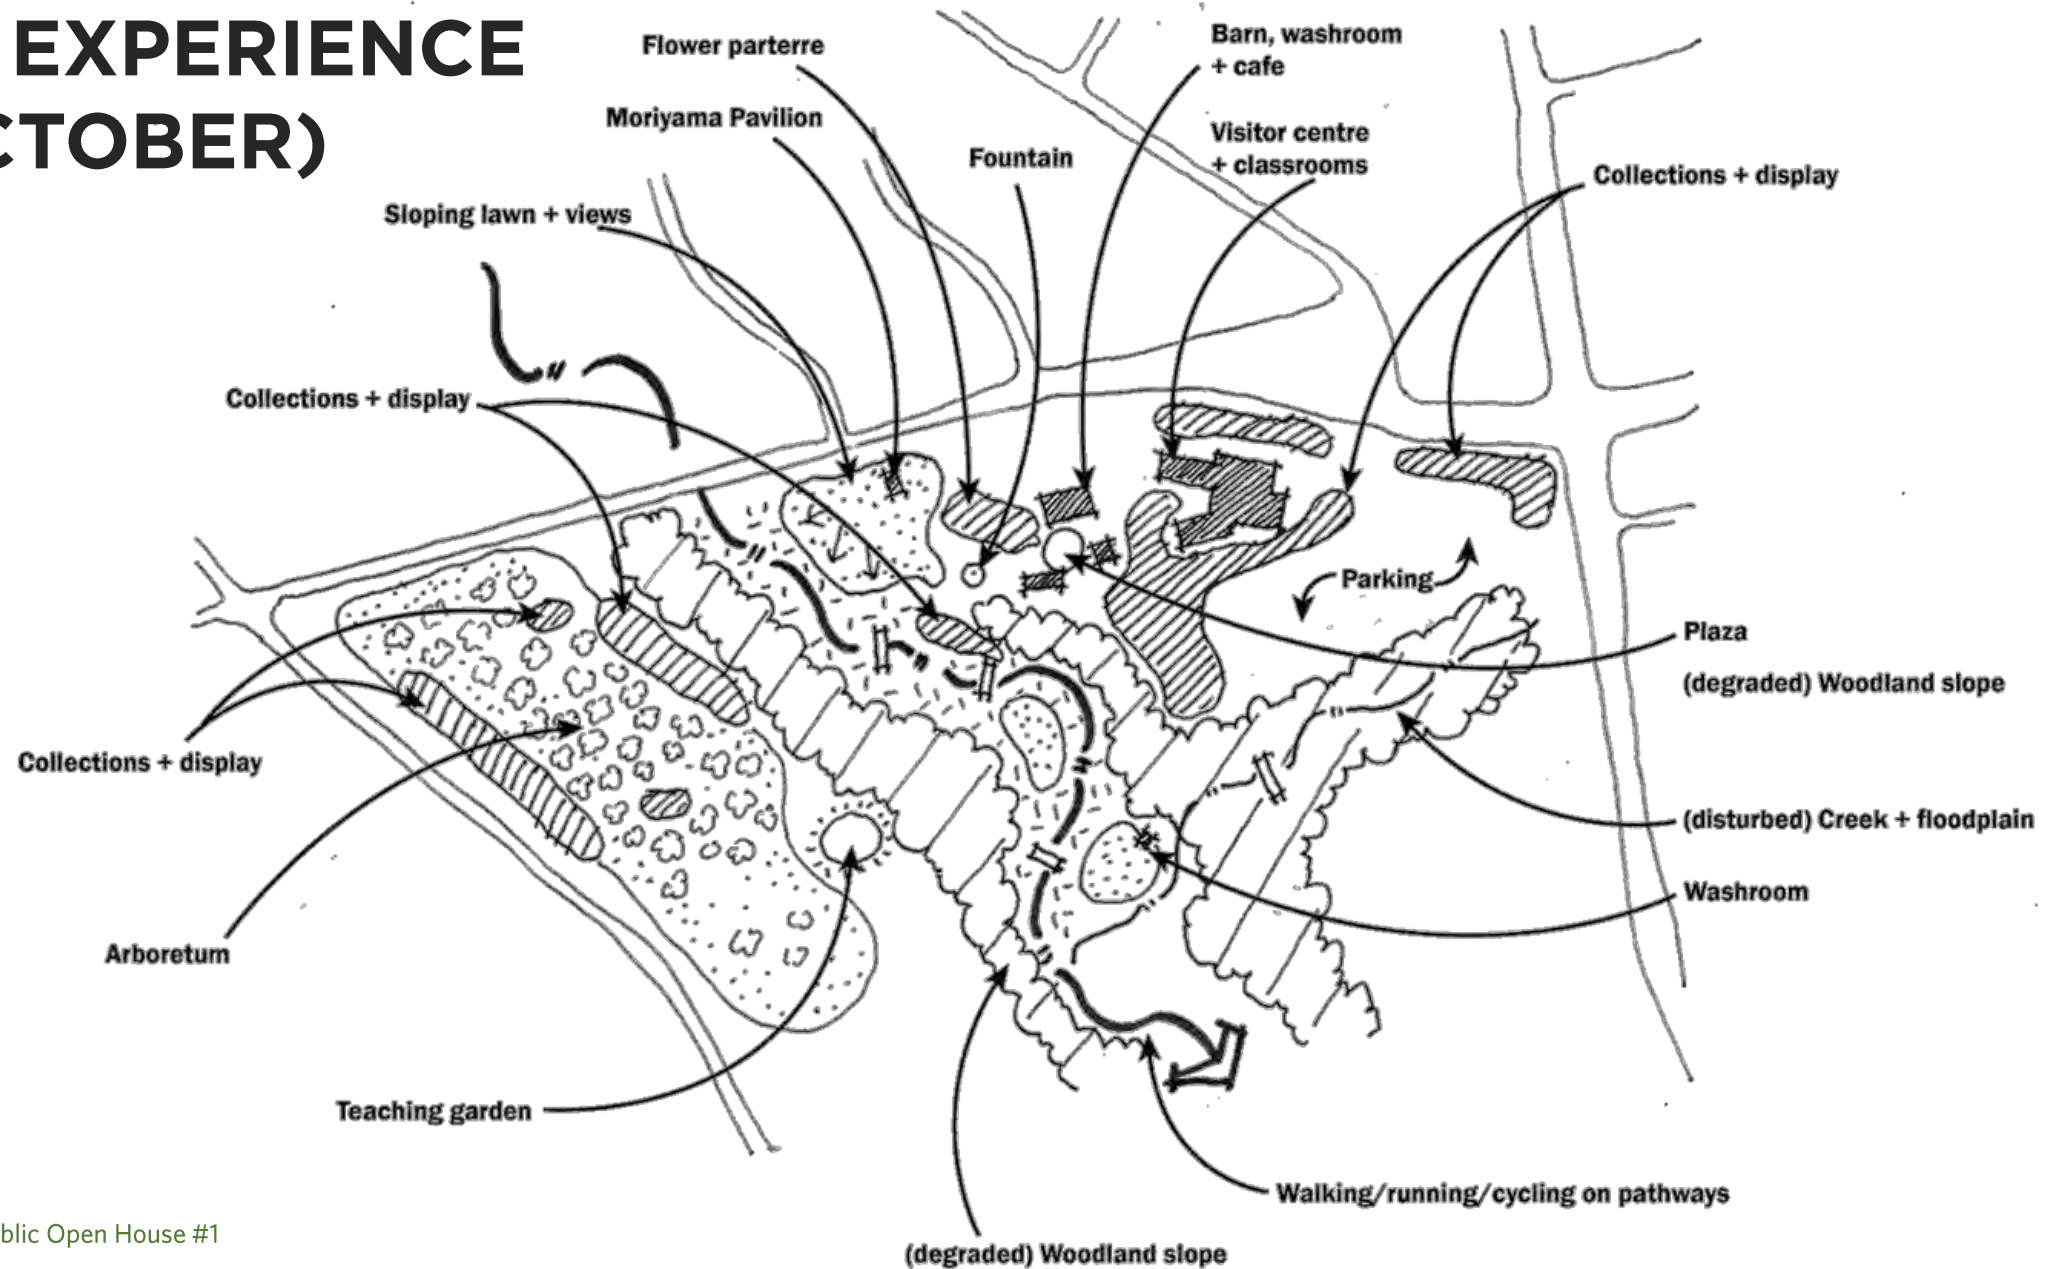 EXPERIENCE
CTOBER)
Flower parterre
Moriyama Pavilion
Sloping lawn + views
Fountain
Barn, washroom
+ cafe
Visitor centre
+ classrooms
Collections + display
Collections + display
Parking
Plaza
(degraded) Woodland slope
Collections + display
(disturbed) Creek + floodplain
Washroom
Arboretum
Teaching garden
Walking/running/cycling on pathways
(degraded) Woodland slope
blic Open House #1